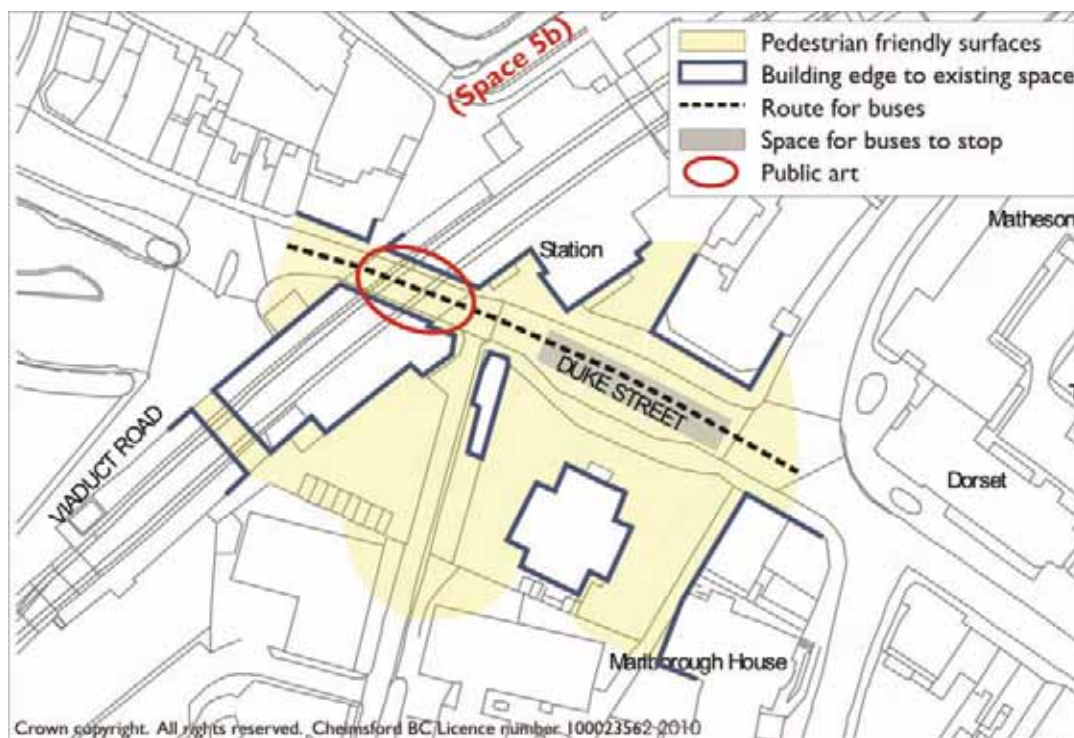 (Space 5b)
Pedestrian friendly surfaces
Building edge to existing space
Route for buses
Space for buses to stop
Public art
Matheson
Station
DUKE STREET
VIADUCT ROAD
Dorset
Marlborough House
Crown copyright. All rights reserved. Chelmsford BC Licence number 100023562 2010